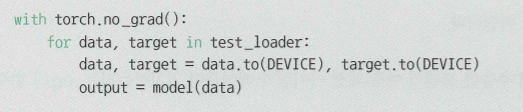 with torch.no_grad():
    for data, target in test_loader:
        data, target = data.to(DEVICE), target.to(DEVICE)
        output = model(data)